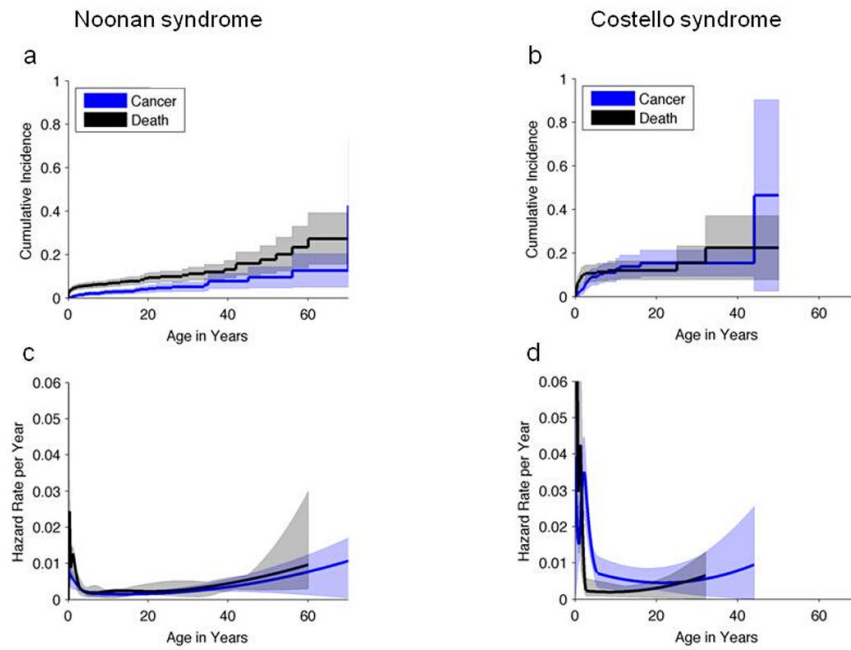 Noonan syndrome
Costello syndrome
a
1
0.8
0.6
0.4
0.2
0
Cumulative Incidence
Cancer
Death
0 20 40 60
Age in Years
b
1
0.8
0.6
0.4
0.2
0
Cumulative Incidence
Cancer
Death
0 20 40 60
Age in Years
c
0.06
0.05
0.04
0.03
0.02
0.01
0
Hazard Rate per Year
0 20 40 60
Age in Years
d
0.06
0.05
0.04
0.03
0.02
0.01
0
Hazard Rate per Year
0 20 40 60
Age in Years